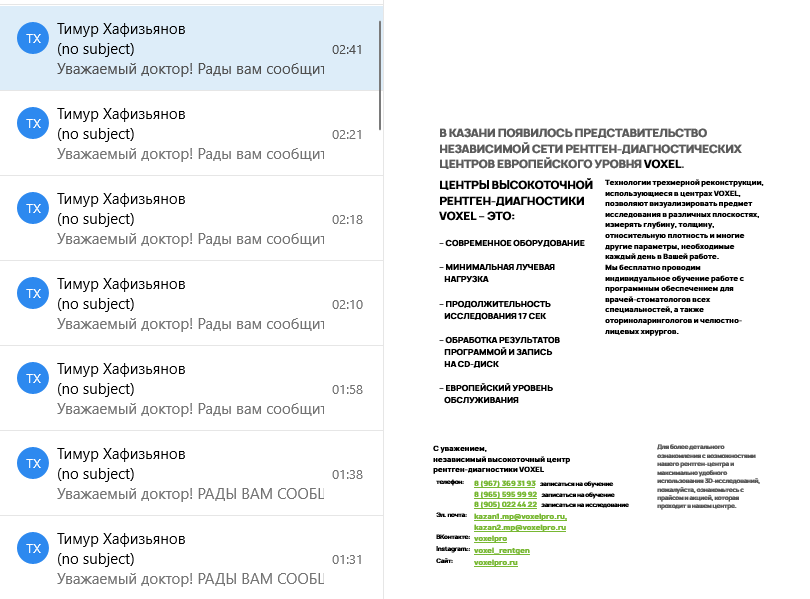 ТХ
Тимур Хафизьянов
(no subject)
02:41
Уважаемый доктор! Рады вам сообщит
ТХ
Тимур Хафизьянов
(no subject)
02:21
Уважаемый доктор! Рады вам сообщит
ТХ
Тимур Хафизьянов
(no subject)
02:18
Уважаемый доктор! Рады вам сообщит
ТХ
Тимур Хафизьянов
(no subject)
02:10
Уважаемый доктор! Рады вам сообщит
ТХ
Тимур Хафизьянов
(no subject)
01:58
Уважаемый доктор! Рады вам сообщит
ТХ
Тимур Хафизьянов
(no subject)
01:38
Уважаемый доктор! РАДЫ ВАМ СООБЩ
ТХ
Тимур Хафизьянов
(no subject)
01:31
Уважаемый доктор! РАДЫ ВАМ СООБЩ
В КАЗАНИ ПОЯВИЛОСЬ ПРЕДСТАВИТЕЛЬСТВО
НЕЗАВИСИМОЙ СЕТИ РЕНТГЕН-ДИАГНОСТИЧЕСКИХ
ЦЕНТРОВ ЕВРОПЕЙСКОГО УРОВНЯ VOXEL.
ЦЕНТРЫ ВЫСОКОТОЧНОЙ
РЕНТГЕН-ДИАГНОСТИКИ
VOXEL – ЭТО:
– СОВРЕМЕННОЕ ОБОРУДОВАНИЕ
– МИНИМАЛЬНАЯ ЛУЧЕВАЯ
НАГРУЗКА
– ПРОДОЛЖИТЕЛЬНОСТЬ
ИССЛЕДОВАНИЯ 17 СЕК
– ОБРАБОТКА РЕЗУЛЬТАТОВ
ПРОГРАММОЙ И ЗАПИСЬ
НА CD-ДИСК
– ЕВРОПЕЙСКИЙ УРОВЕНЬ
ОБСЛУЖИВАНИЯ
Технологии трехмерной реконструкции,
использующиеся в центрах VOXEL,
позволяют визуализировать предмет
исследования в различных плоскостях,
измерять глубину, толщину,
относительную плотность и многие
другие параметры, необходимые
каждый день в Вашей работе.
Мы бесплатно проводим
индивидуальное обучение работе с
программным обеспечением для
врачей-стоматологов всех
специальностей, а также
оториноларингологов и челюстно-
лицевых хирургов.
С уважением,
независимый высокоточный центр
рентген-диагностики VOXEL
телефон: 8 (967) 369 31 93 записаться на обучение
8 (965) 595 99 92 записаться на обучение
8 (905) 022 44 22 записаться на исследование
Эл. почта: kazan1.mp@voxelpro.ru,
kazan2.mp@voxelpro.ru
ВКонтакте: voxelpro
Instagram: voxel_rentgen
Сайт: voxelpro.ru
Для более детального
ознакомления с возможностями
нашего рентген-центра и
максимально удобного
использования 3D-исследований,
пожалуйста, ознакомьтесь с
прайсом и акцией, которая
проходит в нашем центре.